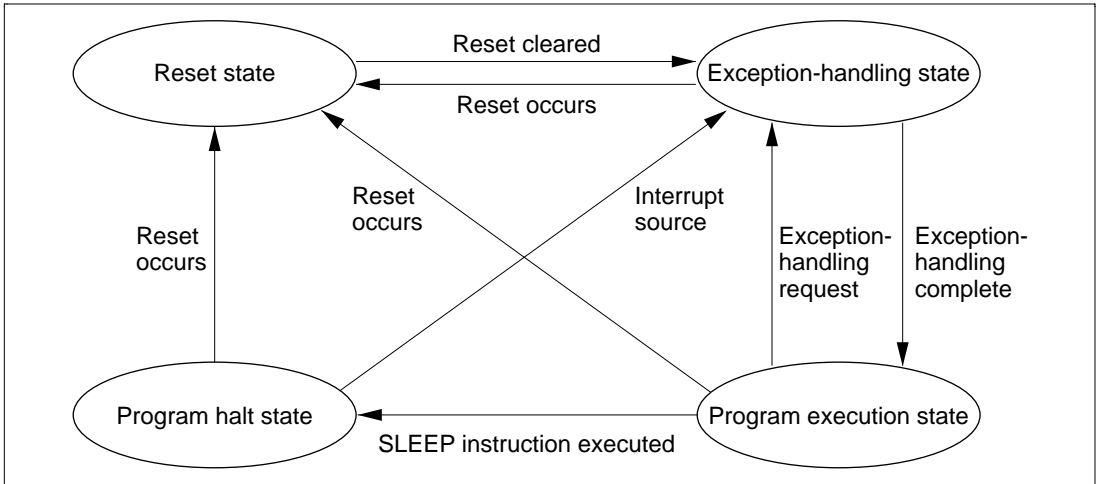 Reset cleared
Reset state
Exception-handling state
Reset occurs
Reset
occurs
Interrupt
source
Reset
occurs
Exception-
handling
request
Exception-
handling
complete
Program halt state
Program execution state
SLEEP instruction executed